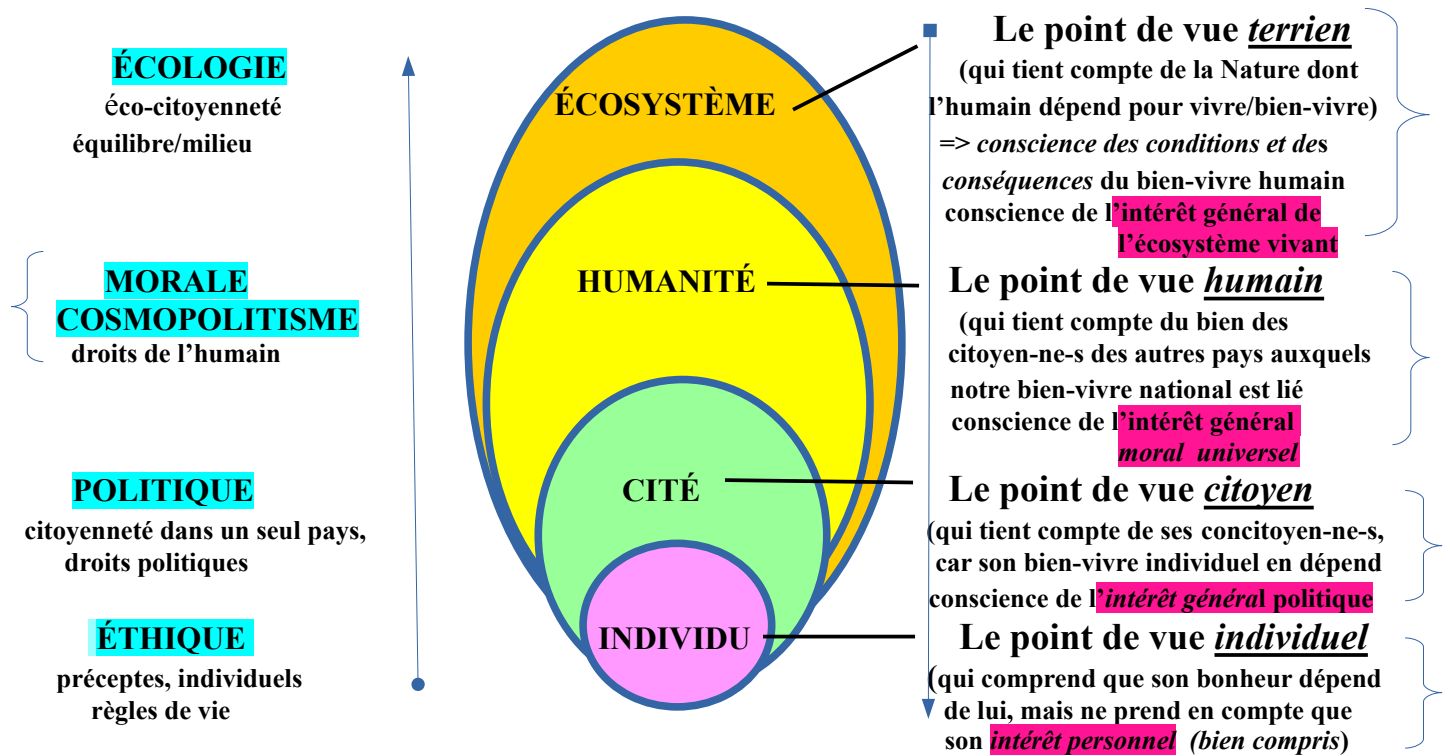 ÉCOLOGIE
éco-citoyenneté
équilibre/milieu
MORALE
COSMOPOLITISME
droits de l'humain
POLITIQUE
citoyenneté dans un seul pays,
droits politiques
ÉTHIQUE
préceptes, individuels
règles de vie
ÉCOSYSTÈME
HUMANITÉ
CITÉ
INDIVIDU
Le point de vue terrien
(qui tient compte de la Nature dont
l'humain dépend pour vivre/bien-vivre)
=> conscience des conditions et des
conséquences du bien-vivre humain
conscience de l'intérêt général de
l'écosystème vivant
Le point de vue humain
(qui tient compte du bien des
citoyen-ne-s des autres pays auxquels
notre bien-vivre national est lié
conscience de l'intérêt général
moral universel
Le point de vue citoyen
(qui tient compte de ses concitoyen-ne-s,
car son bien-vivre individuel en dépend
conscience de l'intérêt général politique
Le point de vue individuel
(qui comprend que son bonheur dépend
de lui, mais ne prend en compte que
son intérêt personnel (bien compris)